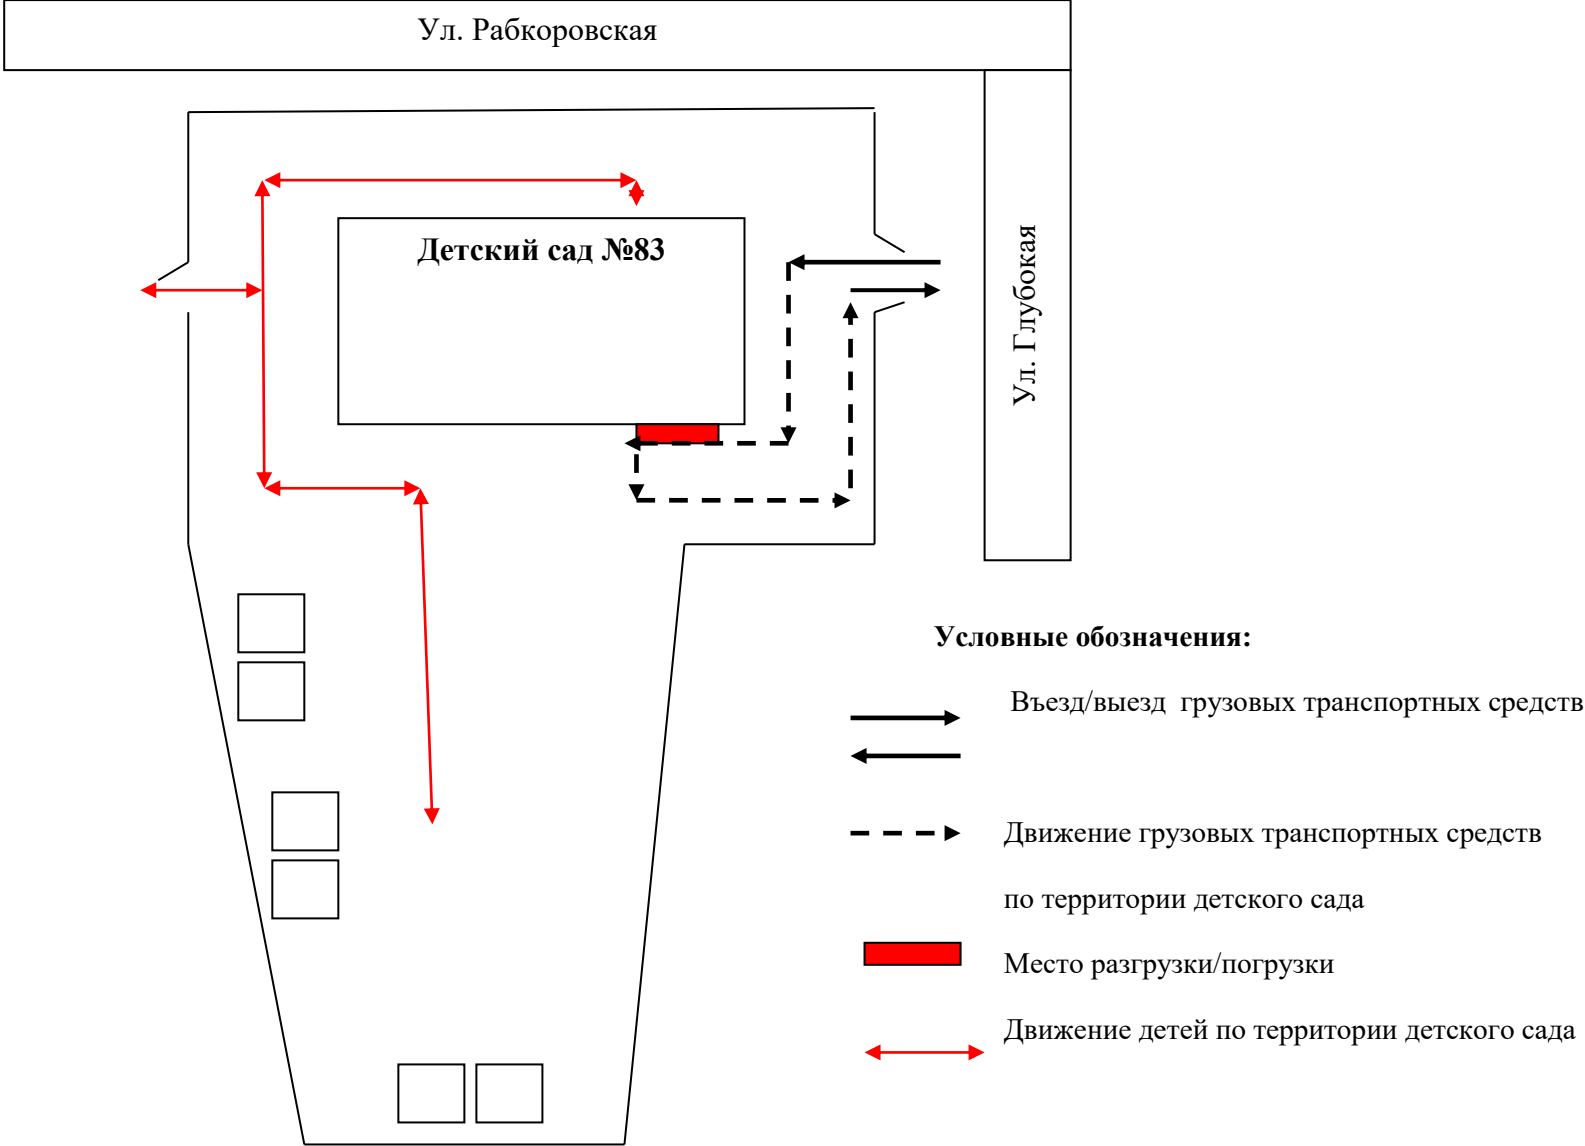 Ул. Рабкоровская
Детский сад №83
Ул. Глубокая
Условные обозначения:
Въезд/выезд грузовых транспортных средств
Движение грузовых транспортных средств
по территории детского сада
Место разгрузки/погрузки
Движение детей по территории детского сада